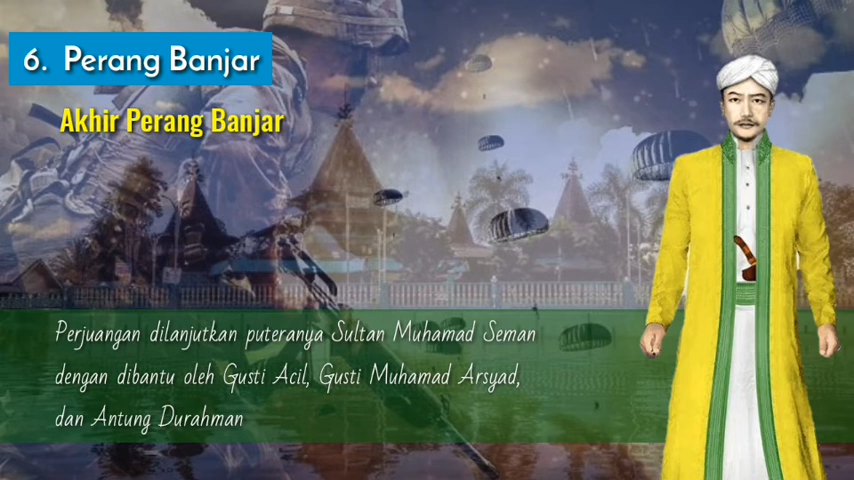 6. Perang Banjar
Akhir Perang Banjar
Perjuangan dilanjutkan puteranya Sultan Muhamad Seman
dengan dibantu oleh Gusti Acil, Gusti Muhamad Arsyad,
dan Antung Durahman